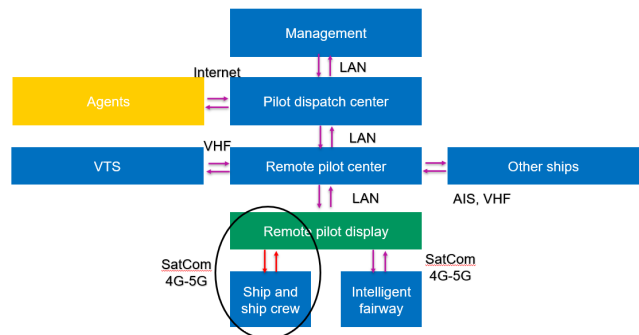 Management
LAN
Internet
Agents
Pilot dispatch center
LAN
VHF
VTS
Remote pilot center
Other ships
LAN
AIS, VHF
Remote pilot display
SatCom
4G-5G
SatCom
4G-5G
Ship and
ship crew
Intelligent
fairway